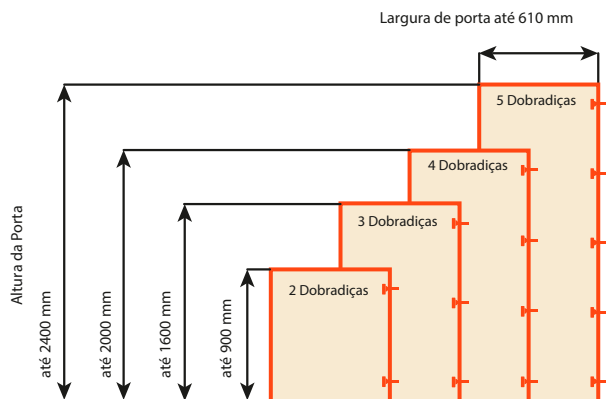 Largura de porta até 610 mm
5 Dobradiças
4 Dobradiças
3 Dobradiças
2 Dobradiças
Altura da Porta
até 2400 mm
até 2000 mm
até 1600 mm
até 900 mm